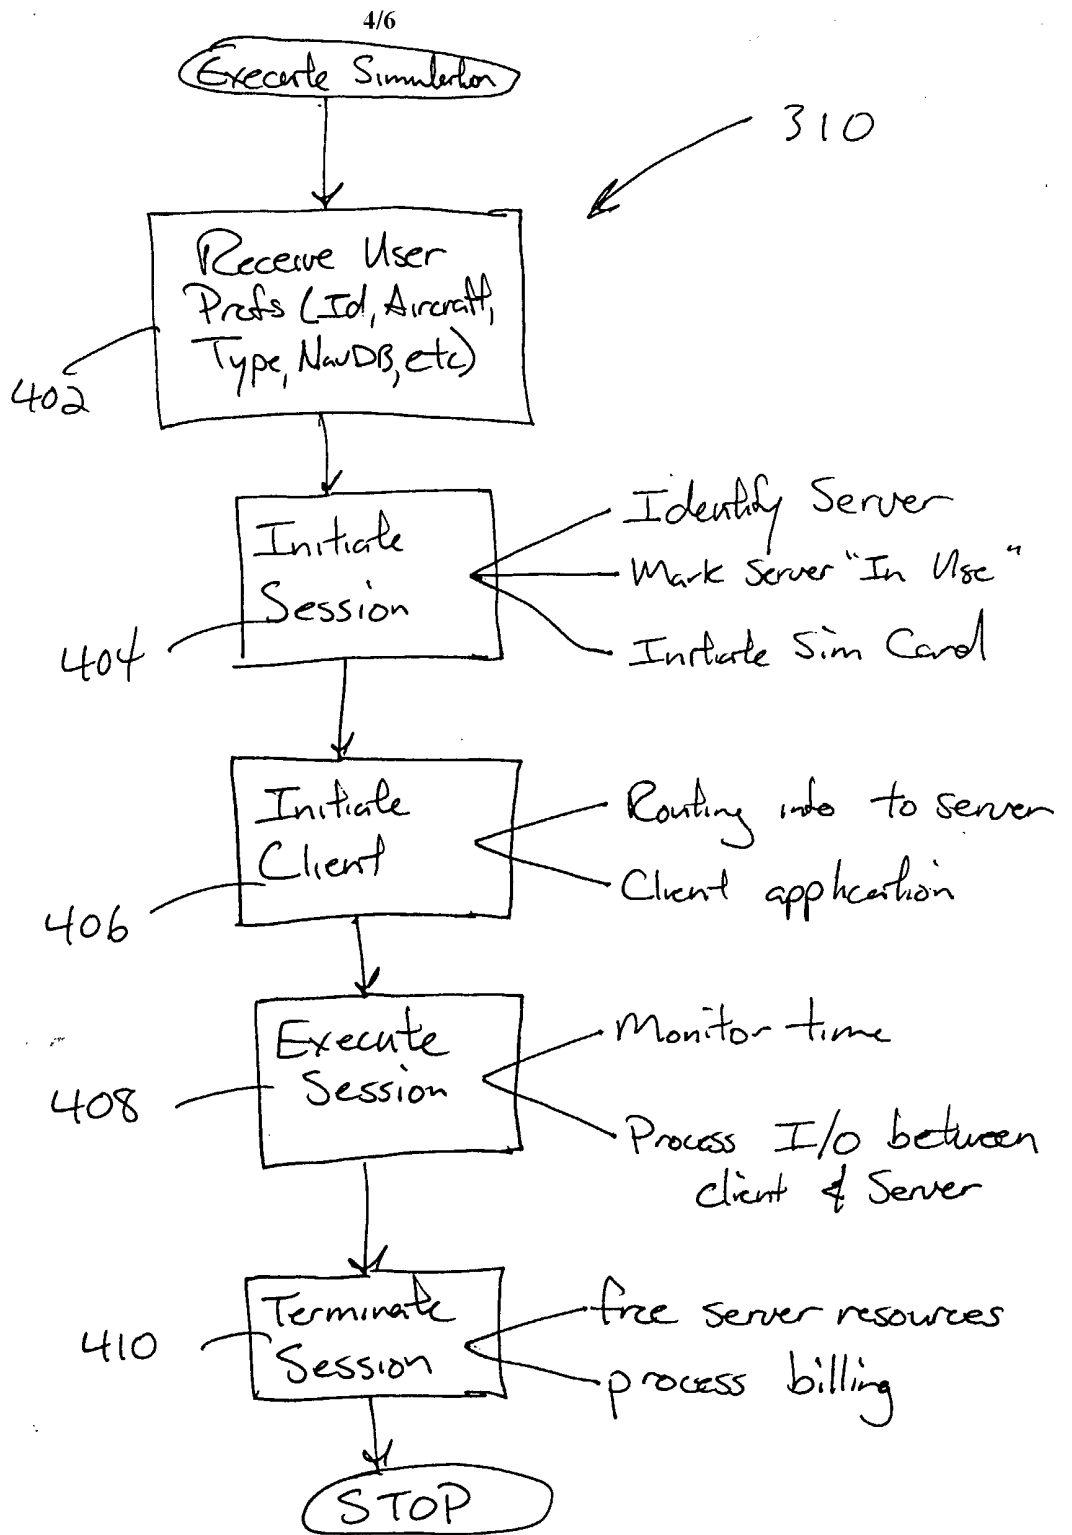 4/6
Execute Simulation
310
Receive User
Prefs (Id, Aircraft,
Type, NavDB, etc)
402
Initiate
Session
404
Identify Server
Mark Server "In Use"
Initiate Sim Card
Initiate
Client
406
Routing info to server
Client application
Execute
Session
408
Monitor time
Process I/O between
client & Server
Terminate
Session
410
free server resources
process billing
STOP